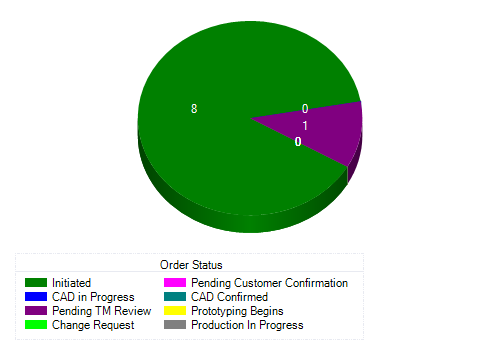 0
8
1
0
Order Status
Initiated Pending Customer Confirmation
CAD in Progress CAD Confirmed
Pending TM Review Prototyping Begins
Change Request Production In Progress